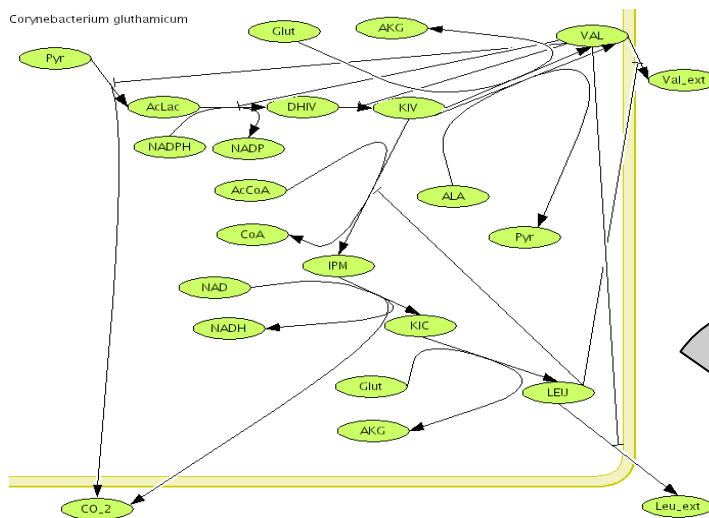 Corynebacterium gluthamicum
Glut
AKG
VAL
Pyr
Val_ext
AcLac
DHIV
KIV
NADPH
NADP
AcCoA
ALA
CoA
Pyr
IPM
NAD
NADH
KIC
Glut
LEU
AKG
CO_2
Leu_ext